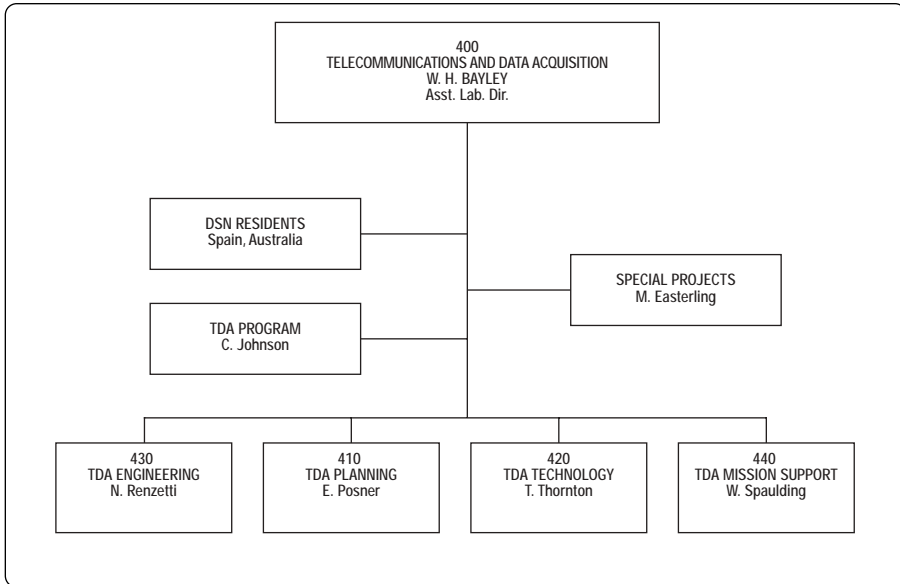 400
TELECOMMUNICATIONS AND DATA ACQUISITION
W. H. BAYLEY
Asst. Lab. Dir.
DSN RESIDENTS
Spain, Australia
SPECIAL PROJECTS
M. Easterling
TDA PROGRAM
C. Johnson
430
TDA ENGINEERING
N. Renzetti
410
TDA PLANNING
E. Posner
420
TDA TECHNOLOGY
T. Thornton
440
TDA MISSION SUPPORT
W. Spaulding